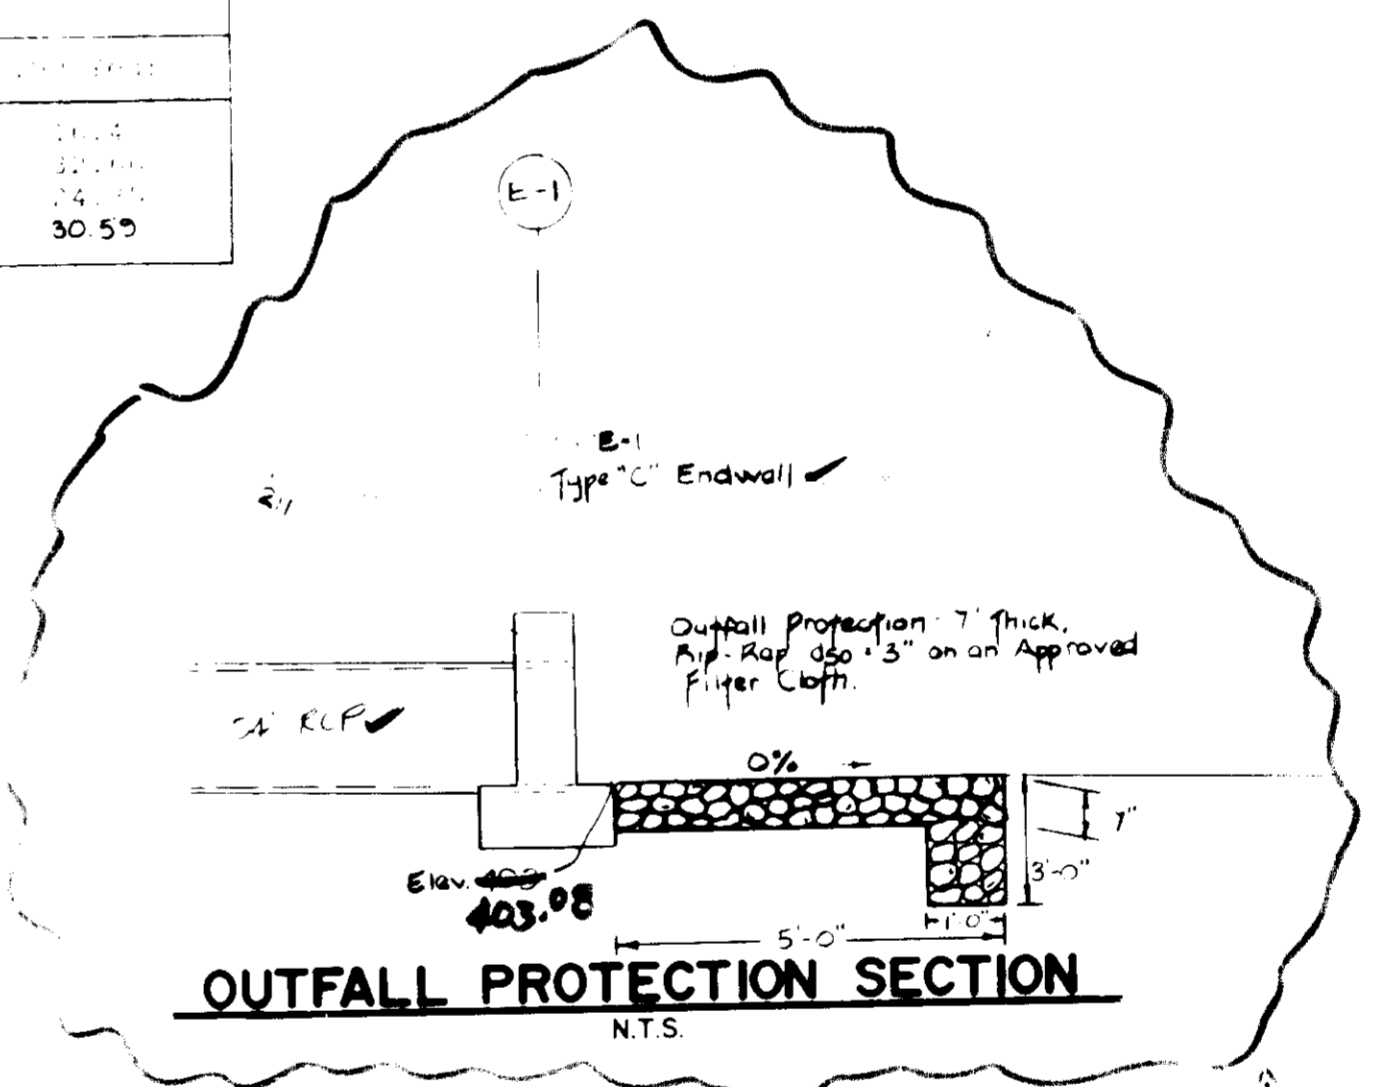 30.59
E-1
E-1
Type "C" Endwall
Outfall Protection - 7" Thick,
Rip-Rap d50 = 3" on an Approved
Filter Cloth.
RCP
0%
7"
3'-0"
Elev. 403
403.08
1'-0"
5'-0"
OUTFALL PROTECTION SECTION
N.T.S.